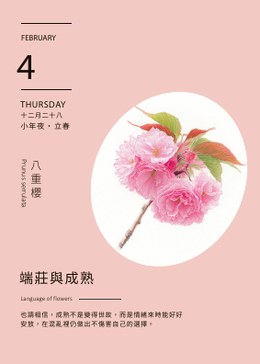 FEBRUARY
4
THURSDAY
十二月二十八
小年夜・立春
八重櫻
Prunus serrulata
端莊與成熟
Language of flowers
也請相信，成熟不是變得世故，而是情緒來時能好好
安放，在混亂裡仍做出不傷害自己的選擇。